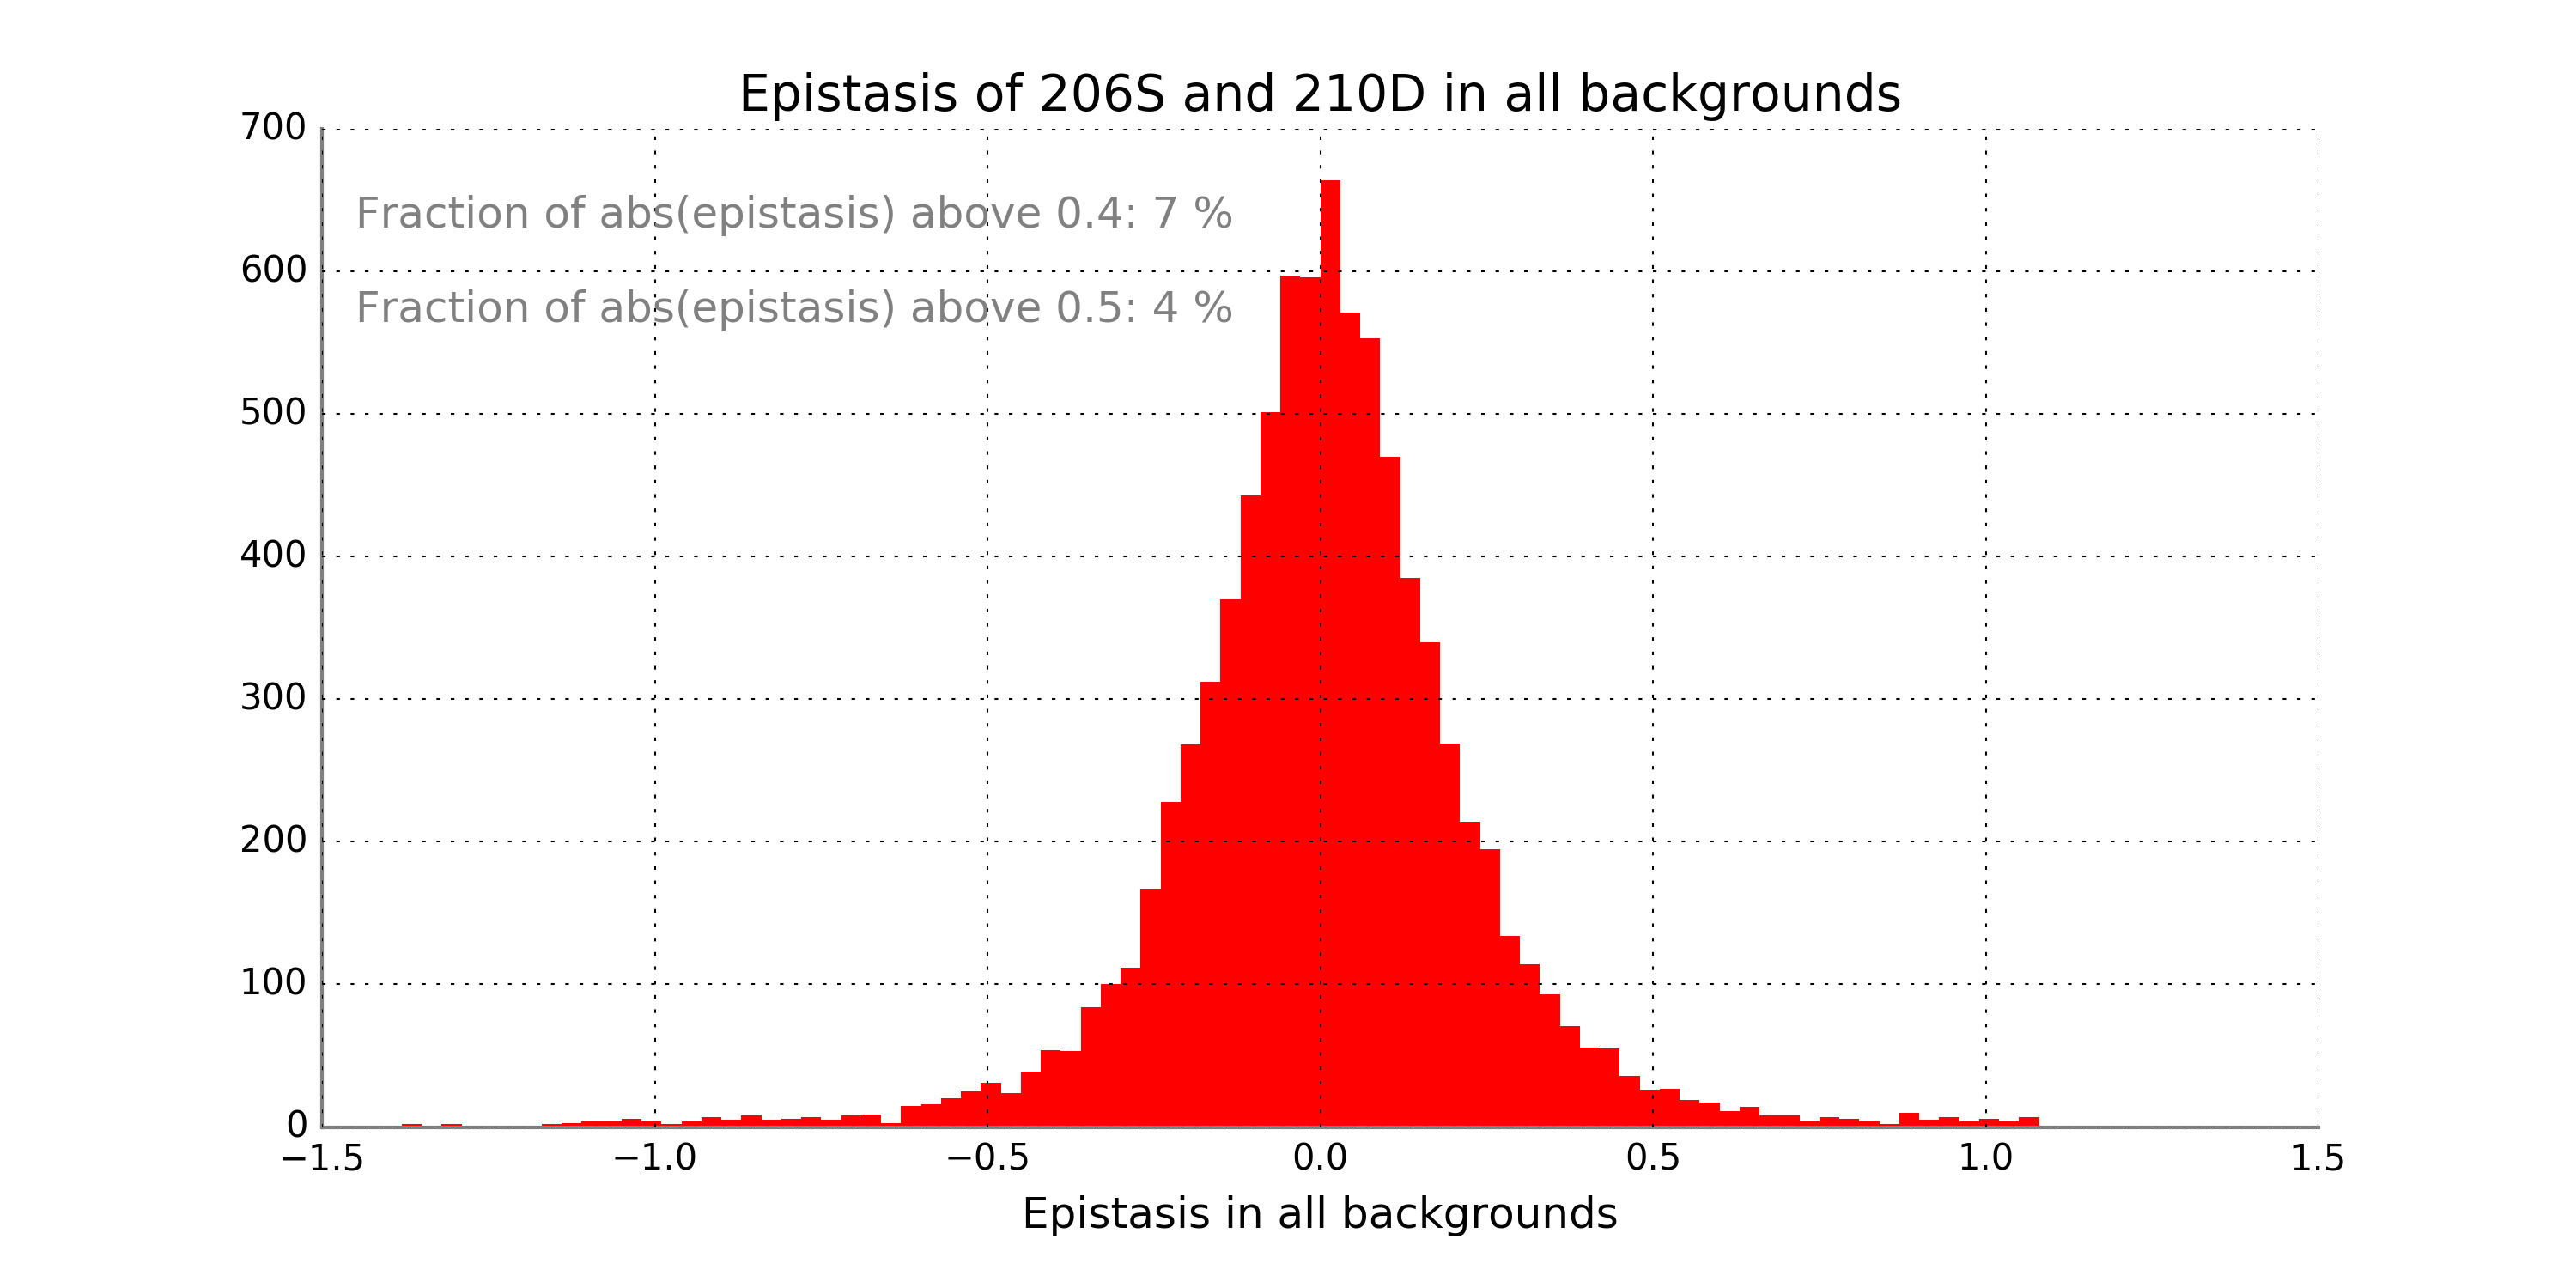 Epistasis of 206S and 210D in all backgrounds
700
Fraction of abs(epistasis) above 0.4: 7 %
600
Fraction of abs(epistasis) above 0.5: 4 %
500
400
300
200
100
0
−1.5 −1.0 −0.5 0.0 0.5 1.0 1.5
Epistasis in all backgrounds